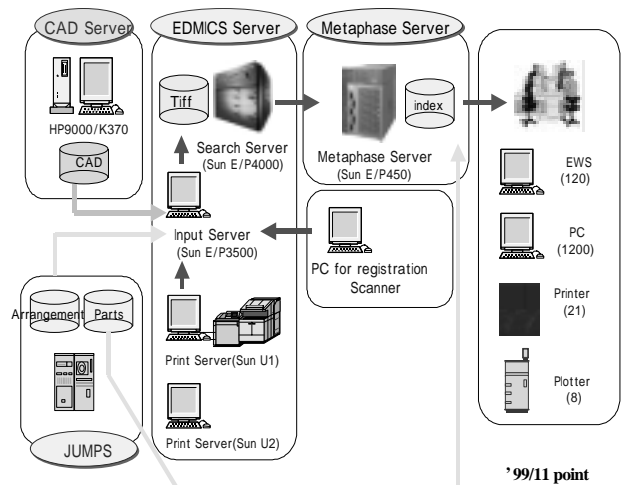 CAD Server
HP9000/K370
CAD
Arrangement
Parts
JUMPS
EDMICS Server
Tiff
Search Server
(Sun E/P4000)
Input Server
(Sun E/P3500)
Print Server(Sun U1)
Print Server(Sun U2)
Metaphase Server
index
Metaphase Server
(Sun E/P450)
PC for registration
Scanner
EWS
(120)
PC
(1200)
Printer
(21)
Plotter
(8)
’99/11 point